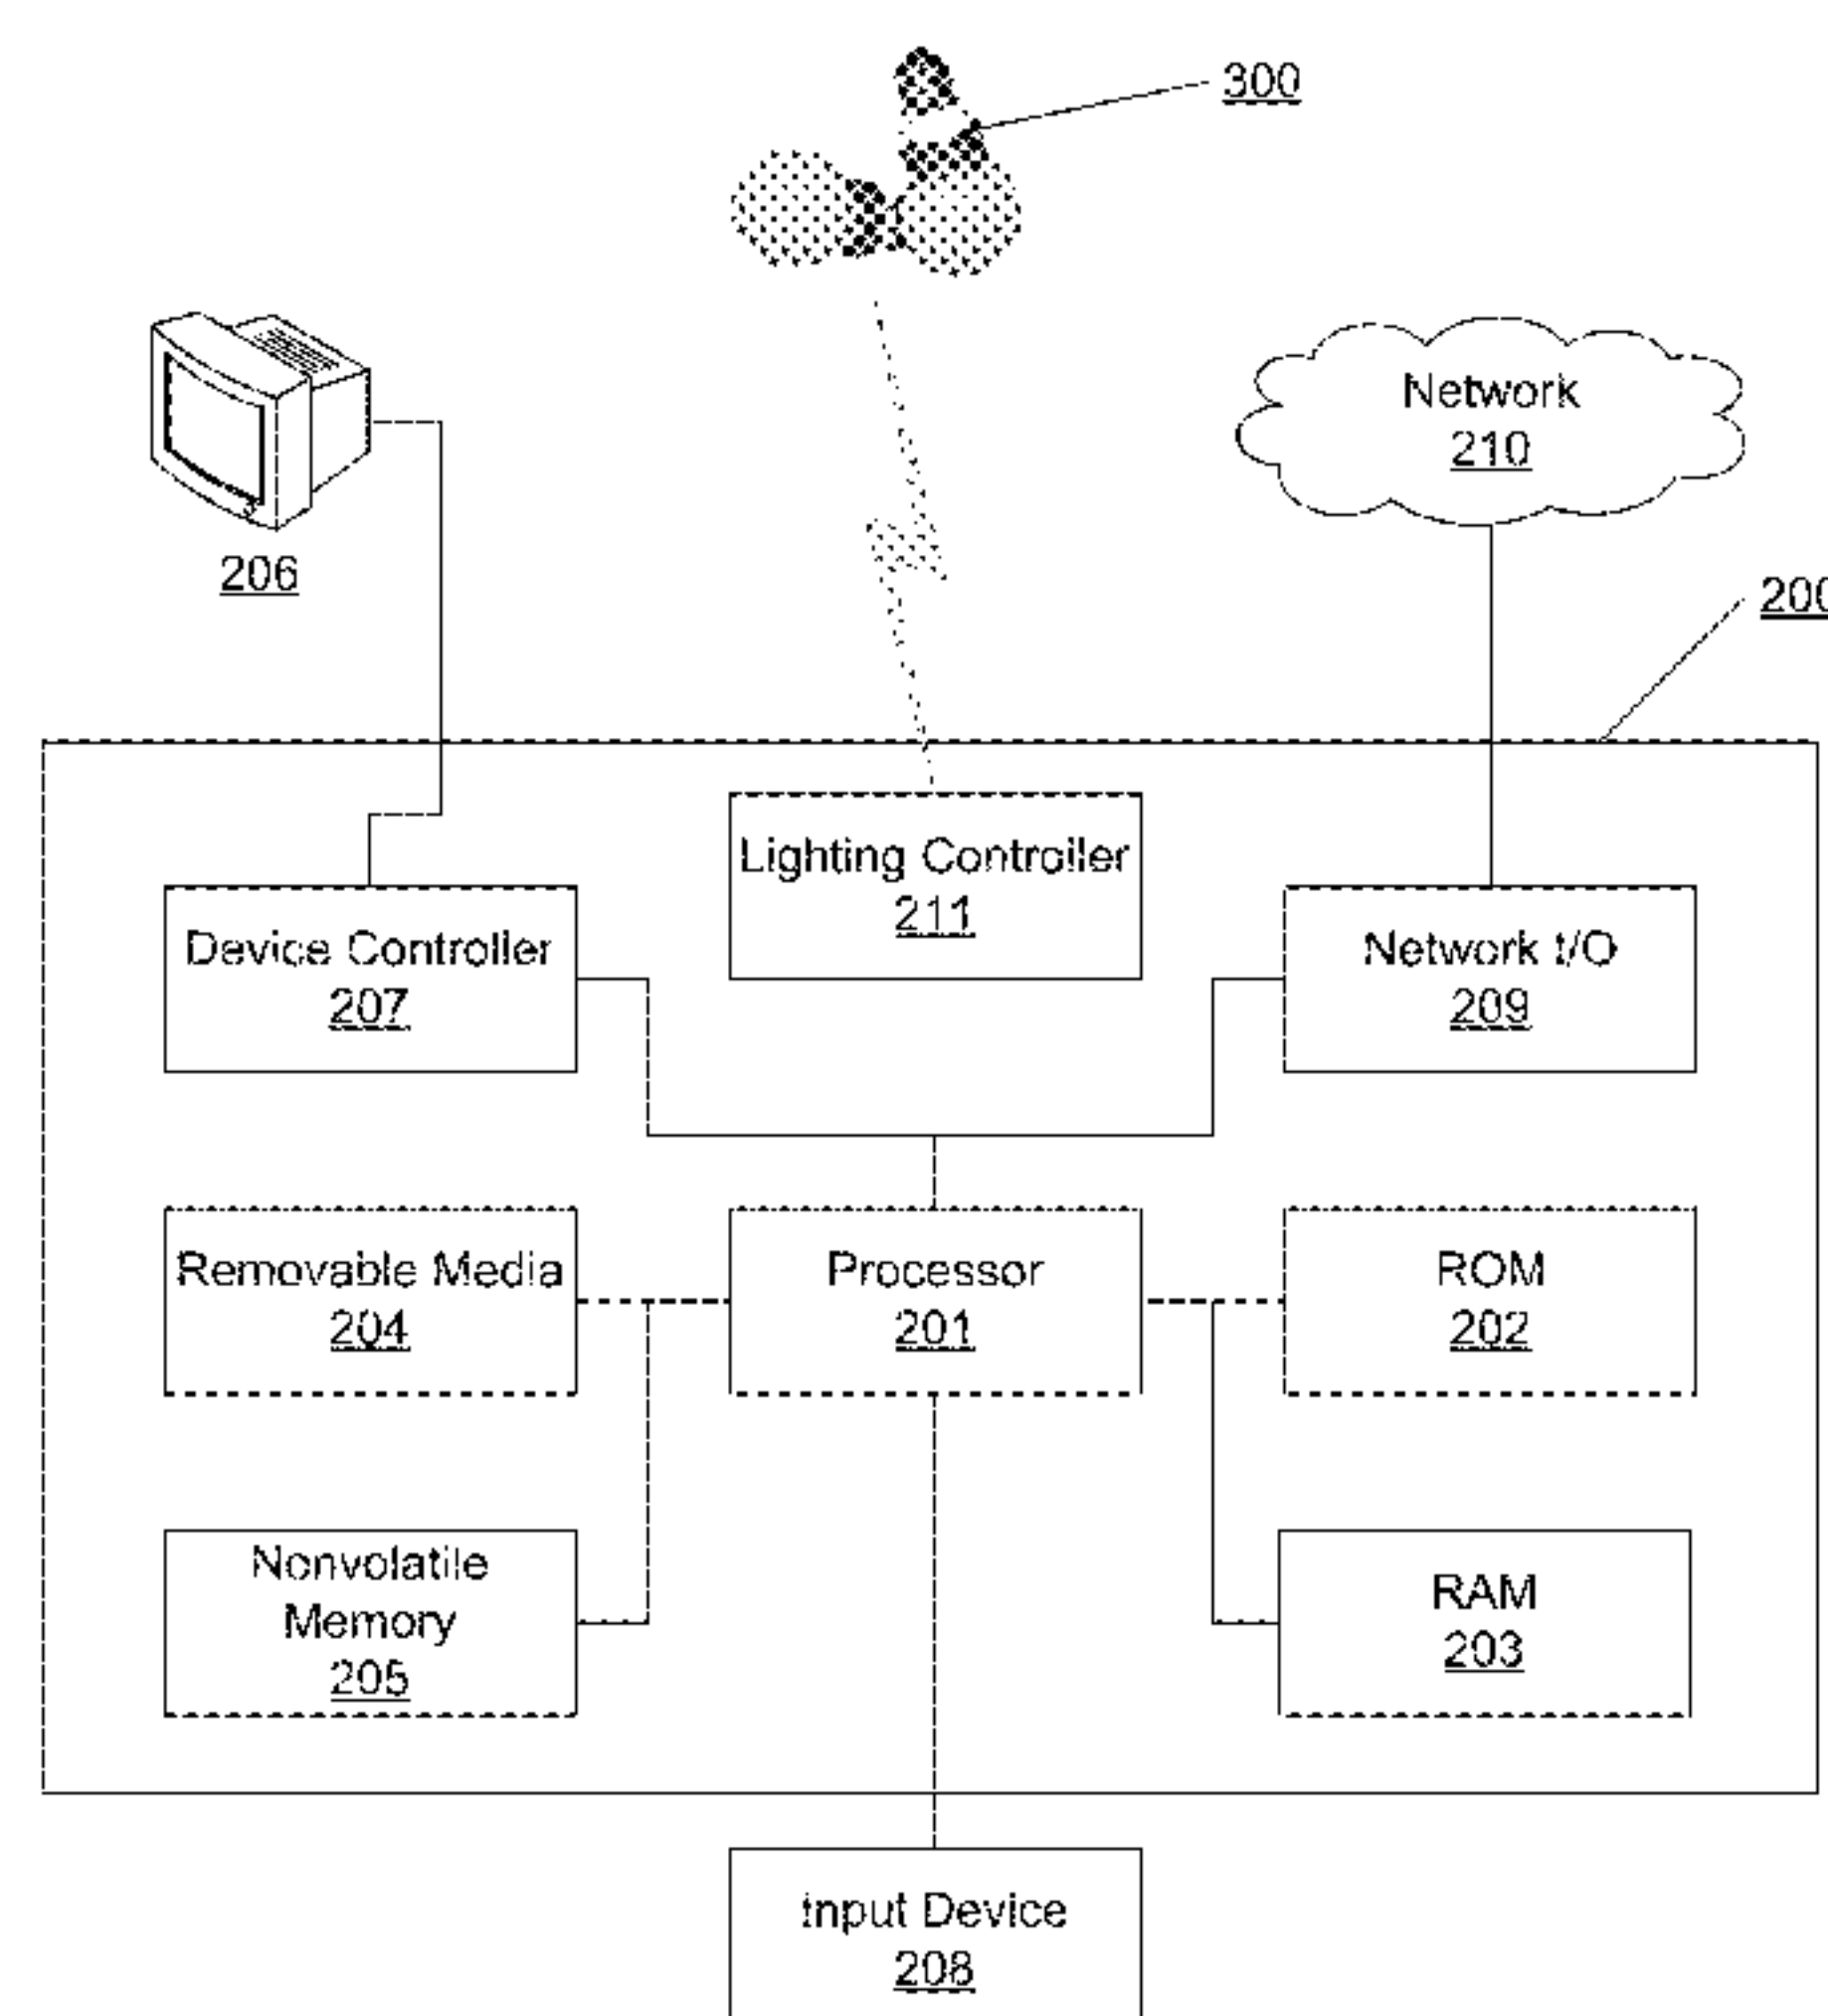 300
Network
210
206
200
Lighting Controller
211
Device Controller
207
Network I/O
209
Removable Media
204
Processor
201
ROM
202
Nonvolatile
Memory
205
RAM
203
Input Device
208